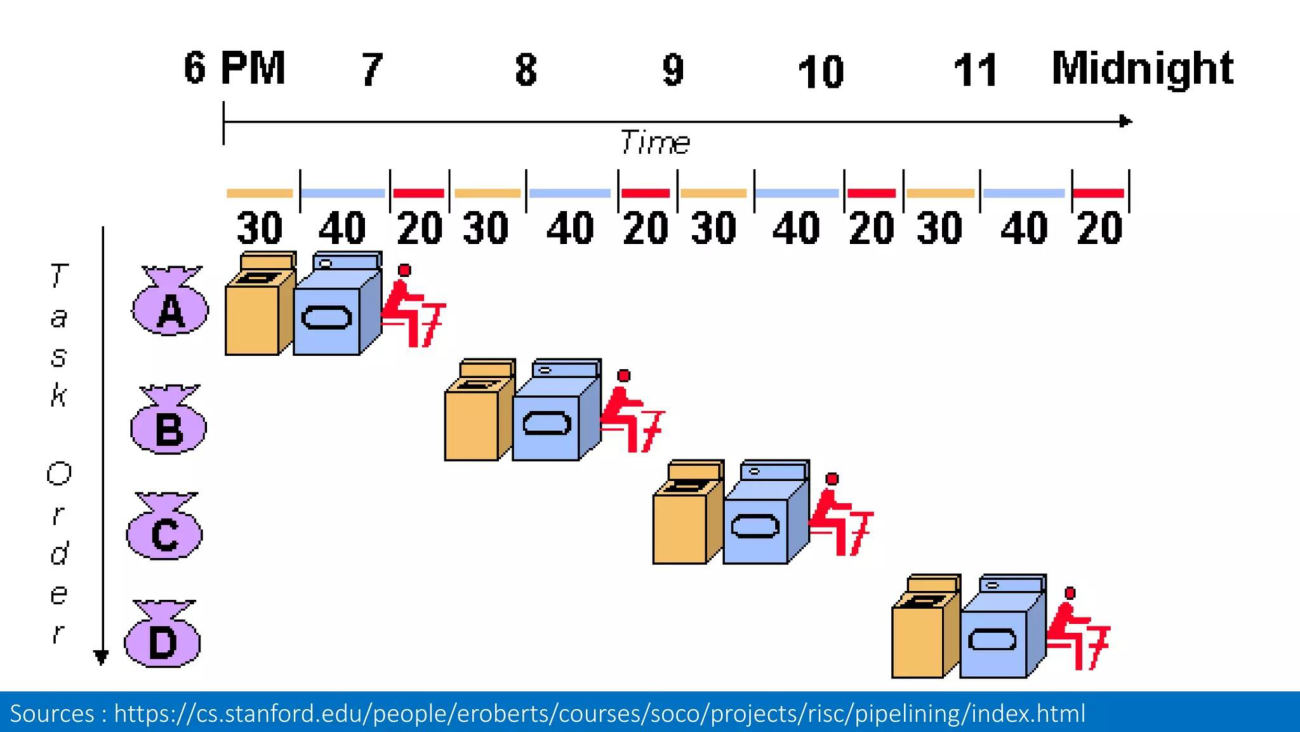 6 PM 7 8 9 10 11 Midnight
Time
30 40 20 30 40 20 30 40 20 30 40 20
Task Order
A
B
C
D
Sources : https://cs.stanford.edu/people/eroberts/courses/soco/projects/risc/pipelining/index.html